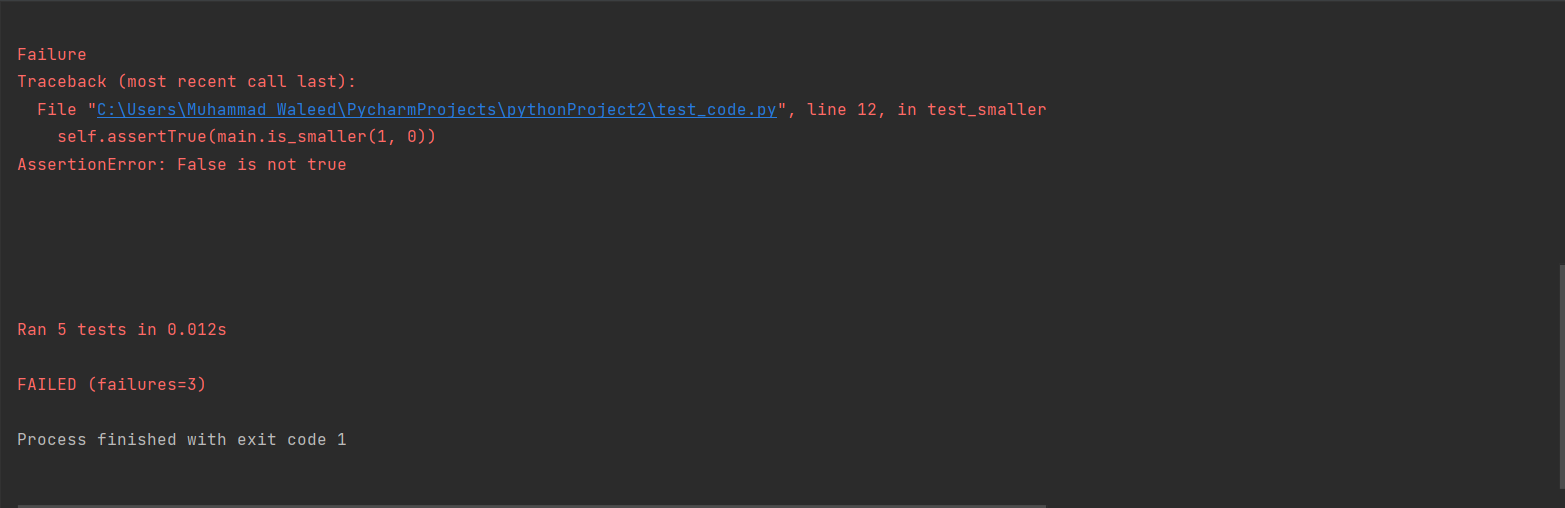 Failure
Traceback (most recent call last):
  File "C:\Users\Muhammad Waleed\PycharmProjects\pythonProject2\test_code.py", line 12, in test_smaller
    self.assertTrue(main.is_smaller(1, 0))
AssertionError: False is not true
Ran 5 tests in 0.012s
FAILED (failures=3)
Process finished with exit code 1